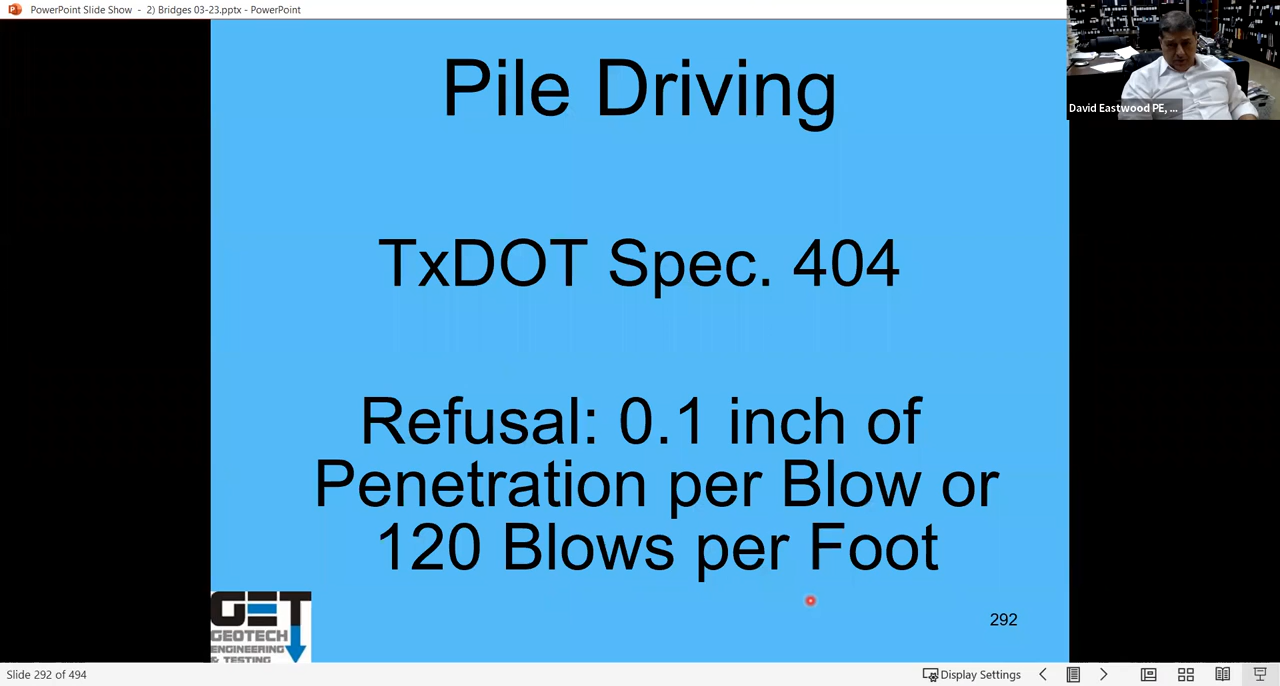 PowerPoint Slide Show - 2) Bridges 03-23.pptx - PowerPoint
David Eastwood PE, ...
Pile Driving
TxDOT Spec. 404
Refusal: 0.1 inch of
Penetration per Blow or
120 Blows per Foot
GET
GEOTECH
ENGINEERING
& TESTING
292
Slide 292 of 494
Display Settings